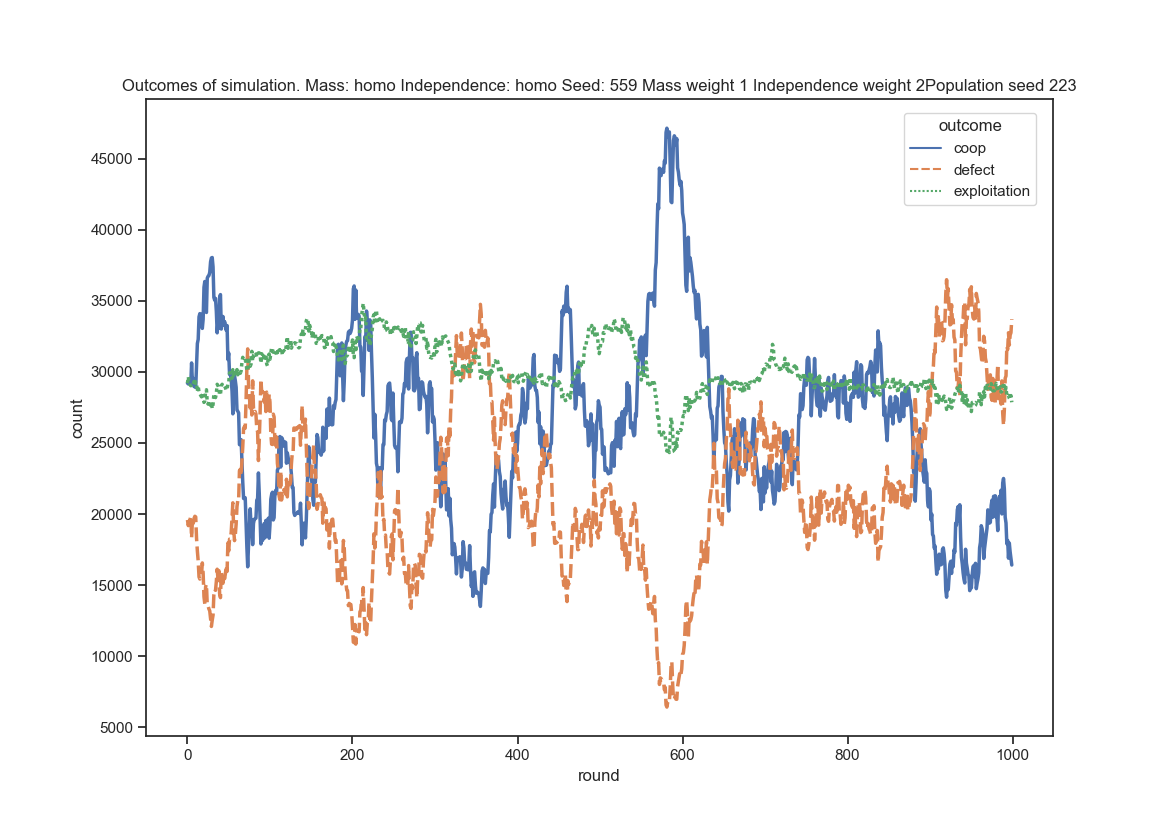 Outcomes of simulation. Mass: homo Independence: homo Seed: 559 Mass weight 1 Independence weight 2Population seed 223
outcome
coop
defect
exploitation
count
45000
40000
35000
30000
25000
20000
15000
10000
5000
0 200 400 600 800 1000
round